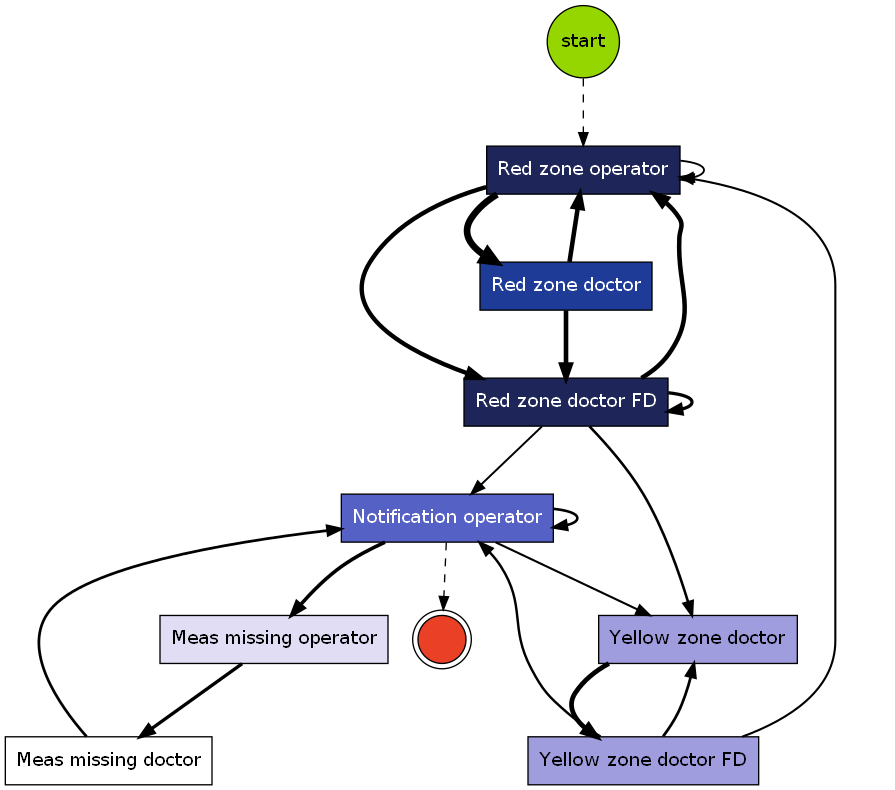 start
Red zone operator
Red zone doctor
Red zone doctor FD
Notification operator
Meas missing operator
Yellow zone doctor
Meas missing doctor
Yellow zone doctor FD